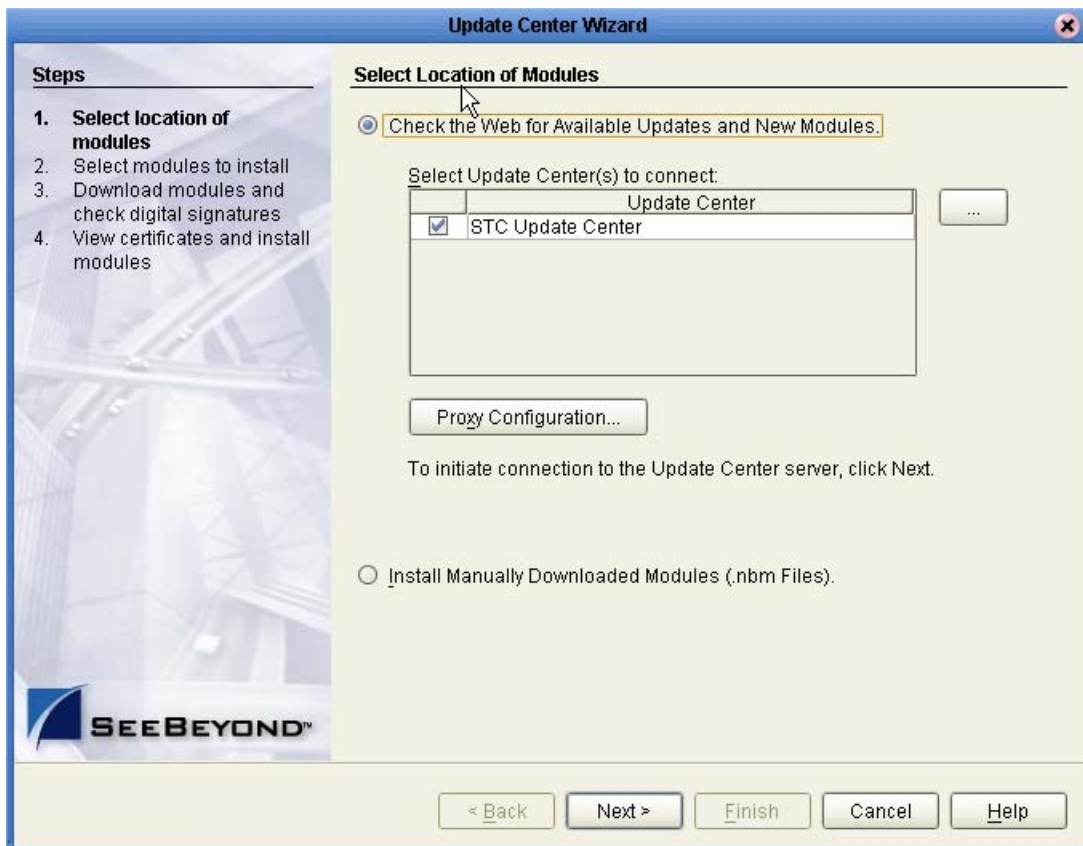 Update Center Wizard
Steps
1. Select location of
modules
2. Select modules to install
3. Download modules and
check digital signatures
4. View certificates and install
modules
SEEBEYOND™
Select Location of Modules
Check the Web for Available Updates and New Modules.
Select Update Center(s) to connect:
Update Center
STC Update Center
...
Proxy Configuration...
To initiate connection to the Update Center server, click Next.
Install Manually Downloaded Modules (.nbm Files).
< Back Next > Finish Cancel Help